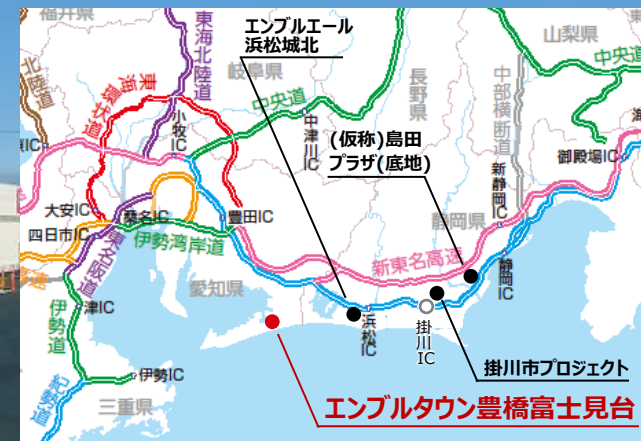 福井県
東海北陸道
エンブルエール
浜松城北
山梨県
岐阜県
長野県
中央道
中部横断道
東海環状道
小牧IC
中央道
中津川IC
(仮称)島田
プラザ(底地)
御殿場IC
新静岡IC
大安IC
桑名IC
豊田IC
四日市IC
東名阪道
伊勢湾岸道
静岡県
新東名高速
静岡IC
愛知県
伊勢道
津IC
浜松IC
掛川IC
掛川市プロジェクト
伊勢IC
紀勢道
三重県
エンブルタウン豊橋富士見台